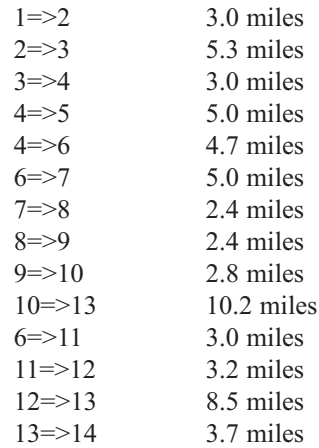 1=>2 3.0 miles
2=>3 5.3 miles
3=>4 3.0 miles
4=>5 5.0 miles
4=>6 4.7 miles
6=>7 5.0 miles
7=>8 2.4 miles
8=>9 2.4 miles
9=>10 2.8 miles
10=>13 10.2 miles
6=>11 3.0 miles
11=>12 3.2 miles
12=>13 8.5 miles
13=>14 3.7 miles